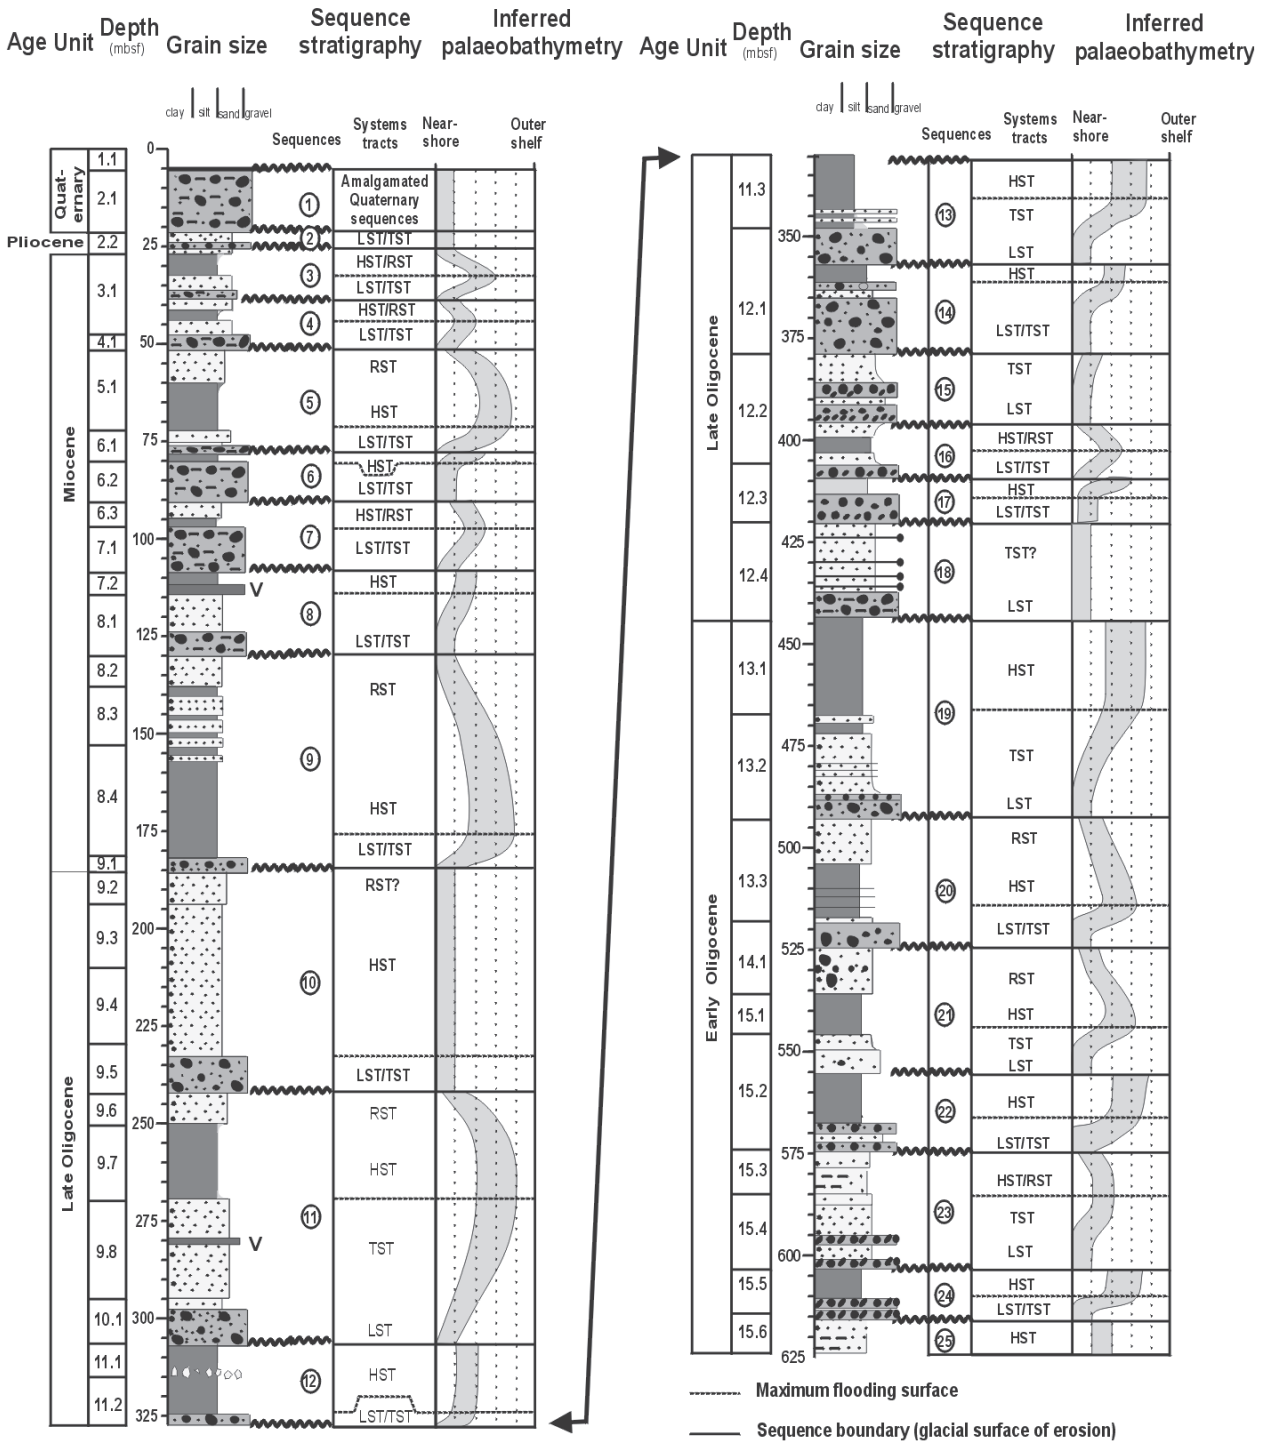 Age Unit Depth (mbsf) Grain size Sequence stratigraphy Inferred palaeobathymetry
clay silt sand gravel
Sequences Systems tracts Near-shore Outer shelf
Quat-ernary
Pliocene
Miocene
Late Oligocene
1.1
2.1
2.2
3.1
4.1
5.1
6.1
6.2
6.3
7.1
7.2
8.1
8.2
8.3
8.4
9.1
9.2
9.3
9.4
9.5
9.6
9.7
9.8
10.1
11.1
11.2
0
25
50
75
100
125
150
175
200
225
250
275
300
325
V
V
1 Amalgamated
Quaternary
sequences
2 LST/TST
3 HST/RST
LST/TST
4 HST/RST
LST/TST
5 RST
HST
LST/TST
6 HST
LST/TST
7 HST/RST
LST/TST
8 HST
LST/TST
9 RST
HST
LST/TST
10 RST?
HST
LST/TST
11 RST
HST
TST
LST
12 HST
LST/TST
Age Unit Depth (mbsf) Grain size Sequence stratigraphy Inferred palaeobathymetry
clay silt sand gravel
Sequences Systems tracts Near-shore Outer shelf
Late Oligocene
Early Oligocene
11.3
12.1
12.2
12.3
12.4
13.1
13.2
13.3
14.1
15.1
15.2
15.3
15.4
15.5
15.6
350
375
400
425
450
475
500
525
550
575
600
625
13 HST
TST
LST
14 HST
LST/TST
15 TST
LST
16 HST/RST
LST/TST
17 HST
LST/TST
18 TST?
LST
19 HST
TST
LST
20 RST
HST
LST/TST
21 RST
HST
TST
LST
22 HST
LST/TST
23 HST/RST
TST
LST
24 HST
LST/TST
25 HST
Maximum flooding surface
Sequence boundary (glacial surface of erosion)